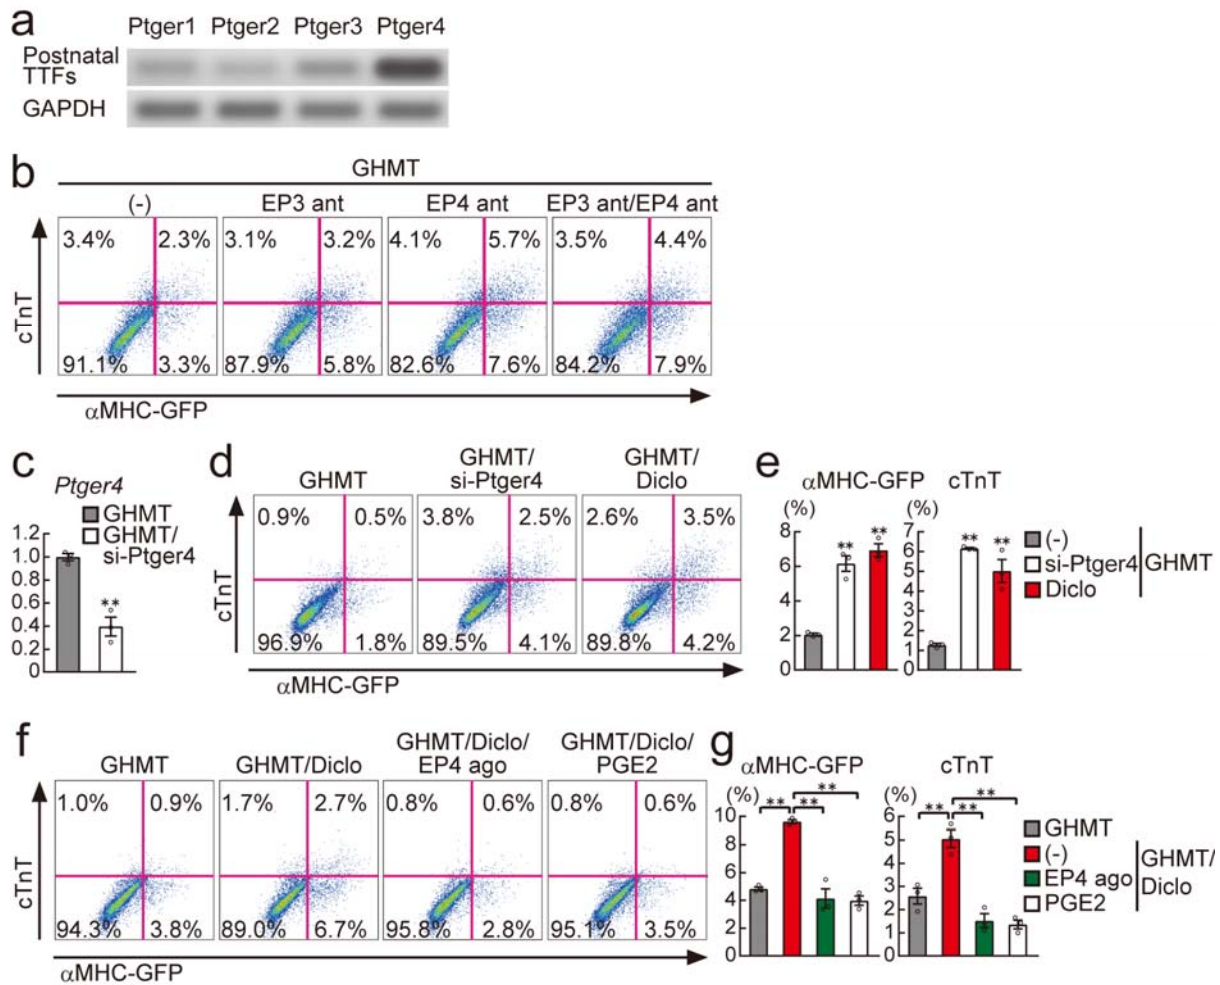 a
Ptger1 Ptger2 Ptger3 Ptger4
Postnatal
TTFs
GAPDH
b
GHMT
(-) EP3 ant EP4 ant EP3 ant/EP4 ant
3.4% 2.3% 3.1% 3.2% 4.1% 5.7% 3.5% 4.4%
cTnT
91.1% 3.3% 87.9% 5.8% 82.6% 7.6% 84.2% 7.9%
αMHC-GFP
c
Ptger4
GHMT
GHMT/
si-Ptger4
1.2
1.0
0.8
0.6
0.4
0.2
0
**
d
GHMT
GHMT/
si-Ptger4
GHMT/
Diclo
0.9% 0.5% 3.8% 2.5% 2.6% 3.5%
cTnT
96.9% 1.8% 89.5% 4.1% 89.8% 4.2%
αMHC-GFP
e
αMHC-GFP
(%)
8
6
4
2
0
** **
cTnT
(%)
7
6
5
4
3
2
1
0
** **
(-)
si-Ptger4
Diclo
GHMT
f
GHMT
GHMT/Diclo
GHMT/Diclo/
EP4 ago
GHMT/Diclo/
PGE2
1.0% 0.9% 1.7% 2.7% 0.8% 0.6% 0.8% 0.6%
cTnT
94.3% 3.8% 89.0% 6.7% 95.8% 2.8% 95.1% 3.5%
αMHC-GFP
g
αMHC-GFP
(%)
10
8
6
4
2
0
**
** **
cTnT
(%)
6
5
4
3
2
1
0
**
** **
GHMT
(-)
EP4 ago
PGE2
GHMT/
Diclo